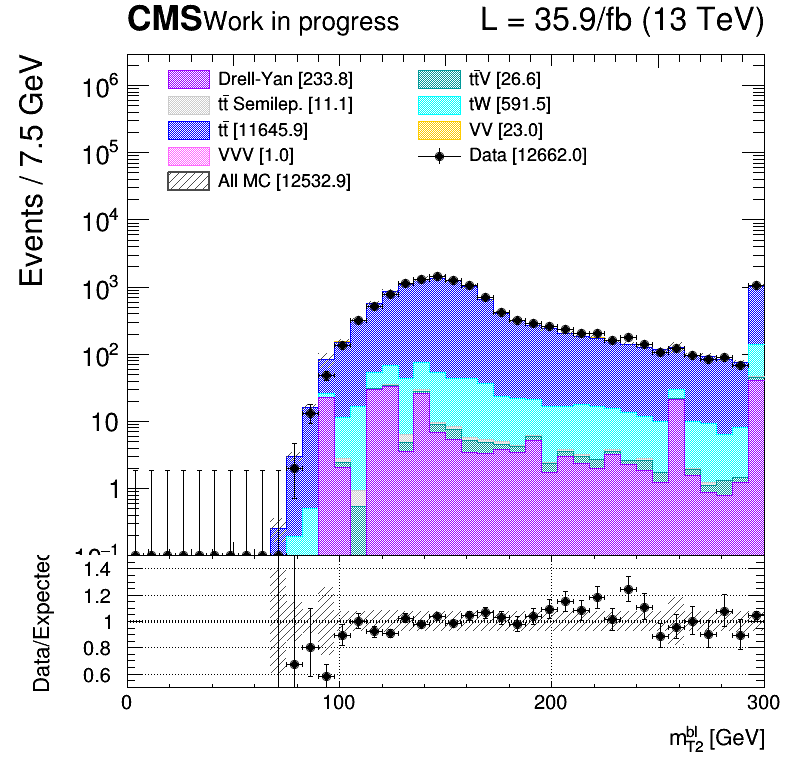 CMS Work in progress L = 35.9/fb (13 TeV)
Events / 7.5 GeV
Drell-Yan [233.8]
tt̄ Semilep. [11.1]
tt̄ [11645.9]
VVV [1.0]
All MC [12532.9]
tt̄V [26.6]
tW [591.5]
VV [23.0]
Data [12662.0]
10⁶
10⁵
10⁴
10³
10²
10
1
10⁻¹
Data/Expected
1.4
1.2
1
0.8
0.6
0 100 200 300
m_T2^bl [GeV]